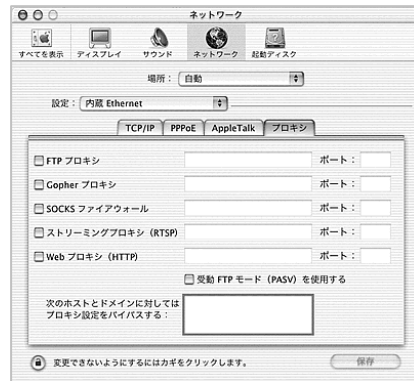 ネットワーク
すべてを表示 ディスプレイ サウンド ネットワーク 起動ディスク
場所： 自動
設定： 内蔵 Ethernet
TCP/IP PPPoE AppleTalk プロキシ
FTP プロキシ ポート：
Gopher プロキシ ポート：
SOCKS ファイアウォール ポート：
ストリーミングプロキシ（RTSP） ポート：
Web プロキシ（HTTP） ポート：
受動 FTP モード（PASV）を使用する
次のホストとドメインに対しては
プロキシ設定をバイパスする：
変更できないようにするにはカギをクリックします。 保存